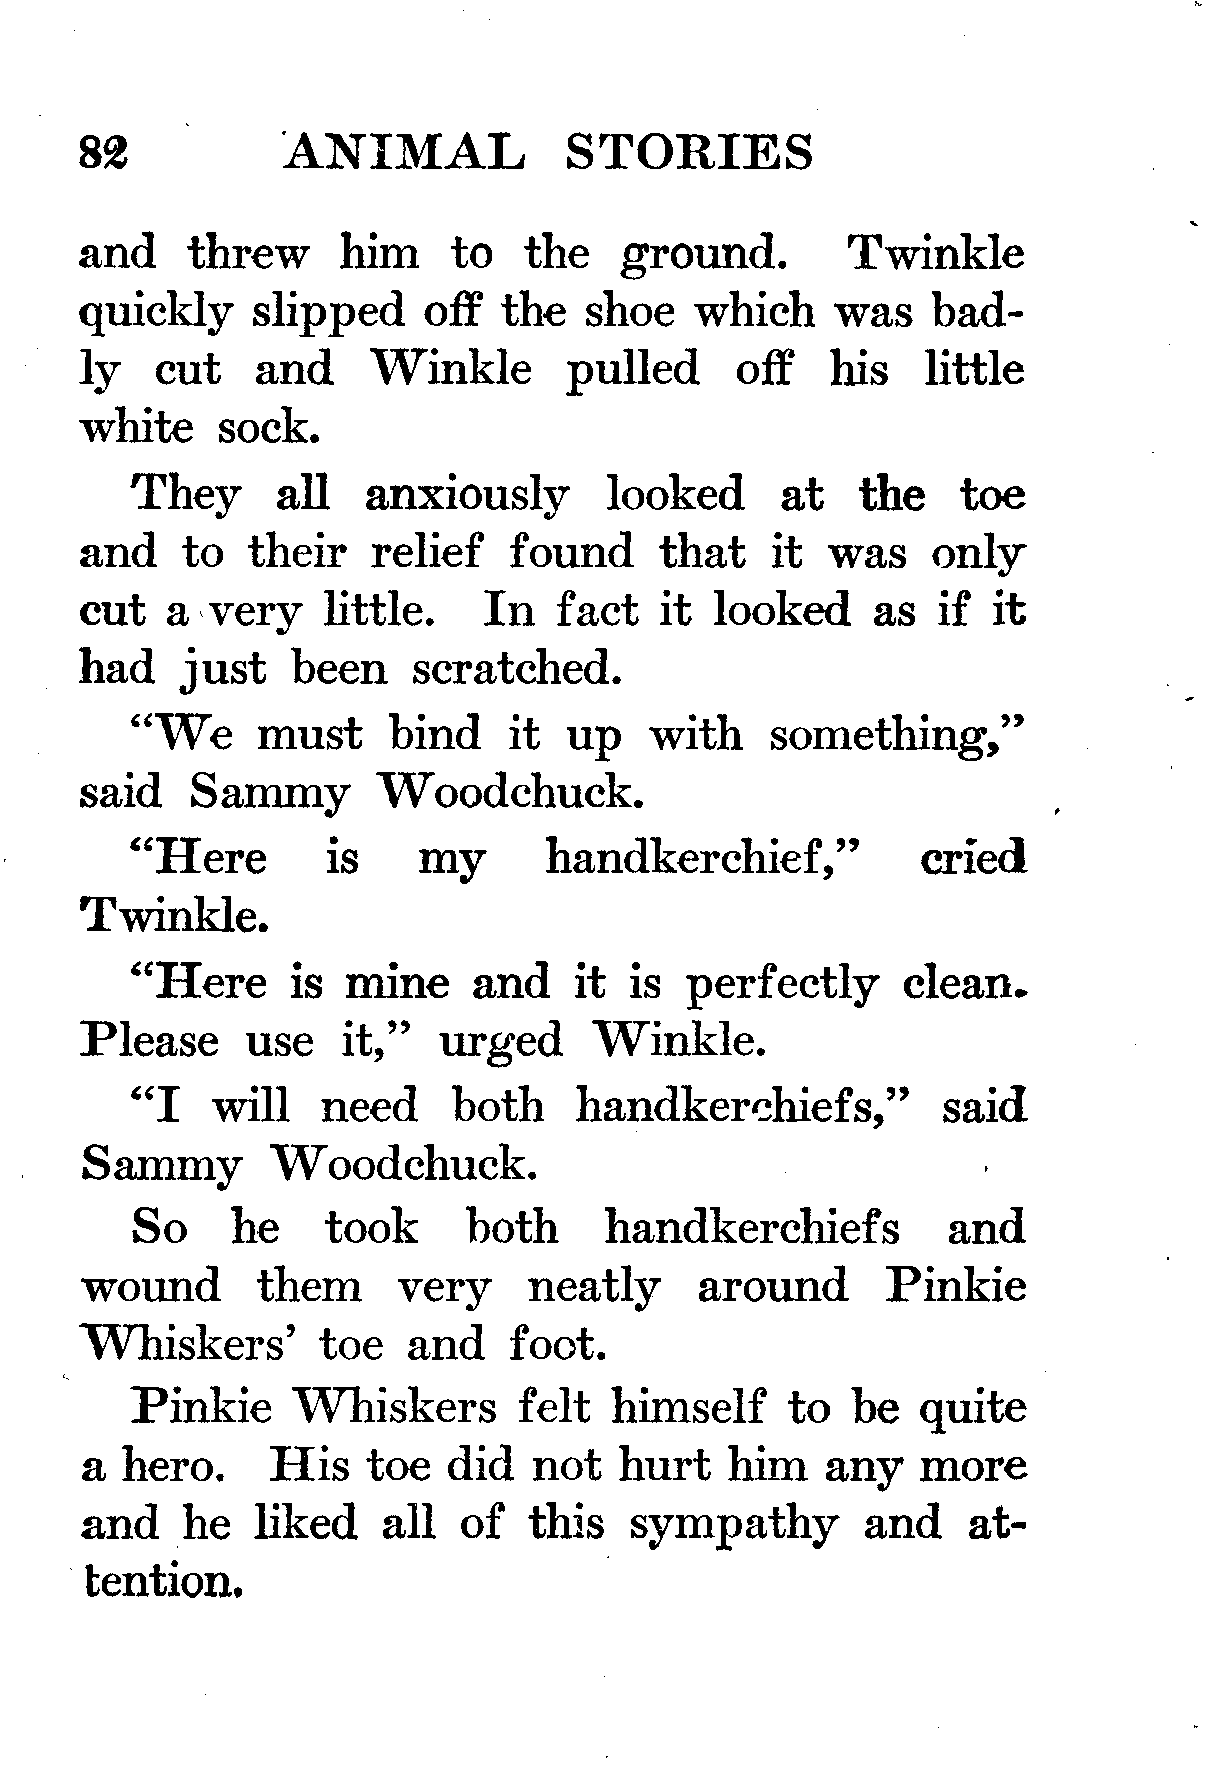 82 ANIMAL STORIES
and threw him to the ground. Twinkle
quickly slipped off the shoe which was bad-
ly cut and Winkle pulled off his little
white sock.
They all anxiously looked at the toe
and to their relief found that it was only
cut a very little. In fact it looked as if it
had just been scratched.
“We must bind it up with something,”
said Sammy Woodchuck.
“Here is my handkerchief,” cried
Twinkle.
“Here is mine and it is perfectly clean.
Please use it,” urged Winkle.
“I will need both handkerchiefs,” said
Sammy Woodchuck.
So he took both handkerchiefs and
wound them very neatly around Pinkie
Whiskers’ toe and foot.
Pinkie Whiskers felt himself to be quite
a hero. His toe did not hurt him any more
and he liked all of this sympathy and at-
tention.